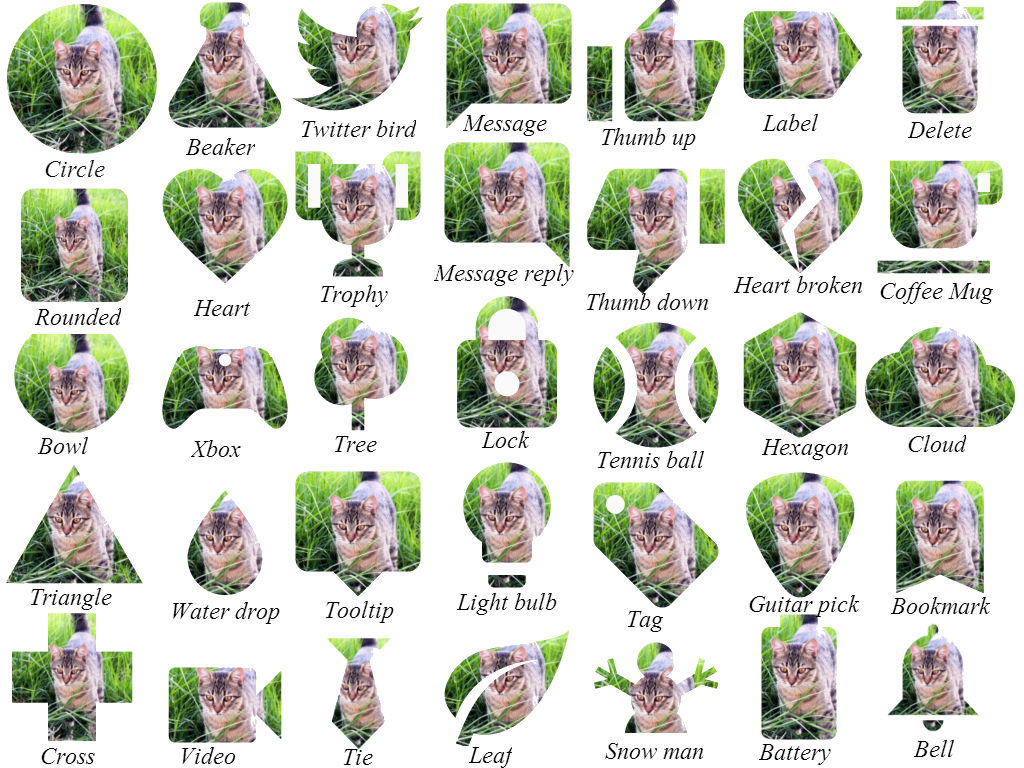 Circle
Beaker
Twitter bird
Message
Thumb up
Label
Delete
Rounded
Heart
Trophy
Message reply
Thumb down
Heart broken
Coffee Mug
Bowl
Xbox
Tree
Lock
Tennis ball
Hexagon
Cloud
Triangle
Water drop
Tooltip
Light bulb
Tag
Guitar pick
Bookmark
Cross
Video
Tie
Leaf
Snow man
Battery
Bell